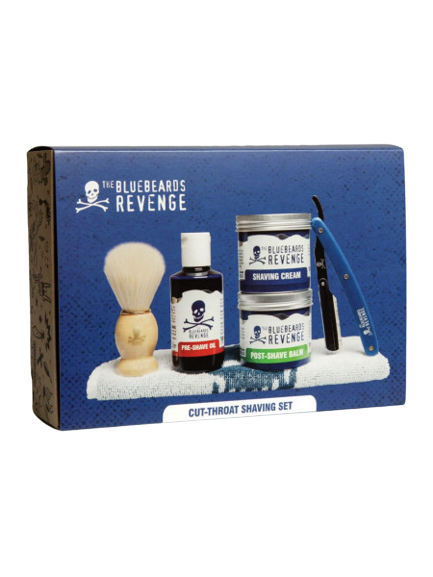 THE BLUEBEARDS
REVENGE
THE BLUEBEARDS
REVENGE
PRE-SHAVE OIL
THE BLUEBEARDS
REVENGE
SHAVING CREAM
THE BLUEBEARDS
REVENGE
POST-SHAVE BALM
CUT-THROAT SHAVING SET